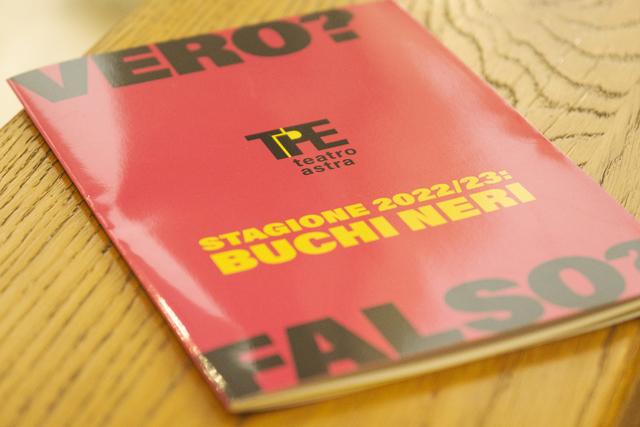 VERO?
TPE
teatro
astra
STAGIONE 2022/23:
BUCHI NERI
FALSO?